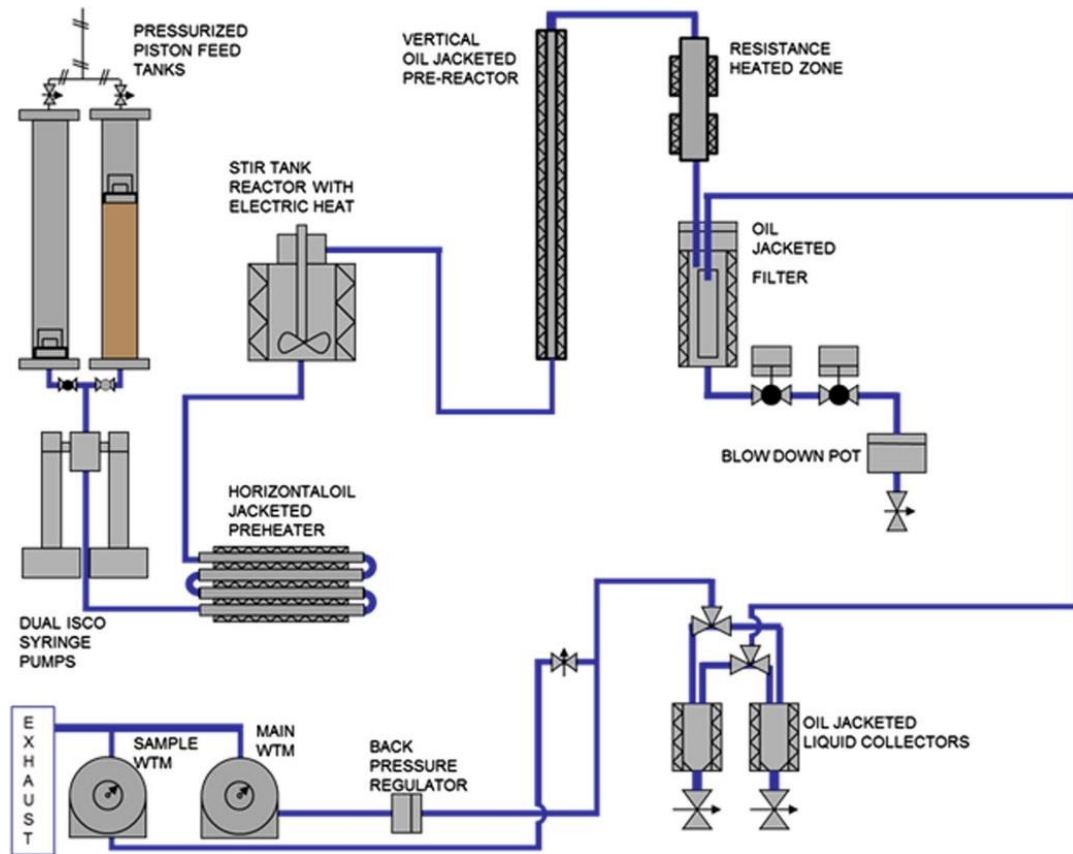 PRESSURIZED
PISTON FEED
TANKS
VERTICAL
OIL JACKETED
PRE-REACTOR
RESISTANCE
HEATED ZONE
STIR TANK
REACTOR WITH
ELECTRIC HEAT
OIL
JACKETED
FILTER
BLOW DOWN POT
HORIZONTALOIL
JACKETED
PREHEATER
DUAL ISCO
SYRINGE
PUMPS
EXHAUST
SAMPLE
WTM
MAIN
WTM
BACK
PRESSURE
REGULATOR
OIL JACKETED
LIQUID COLLECTORS